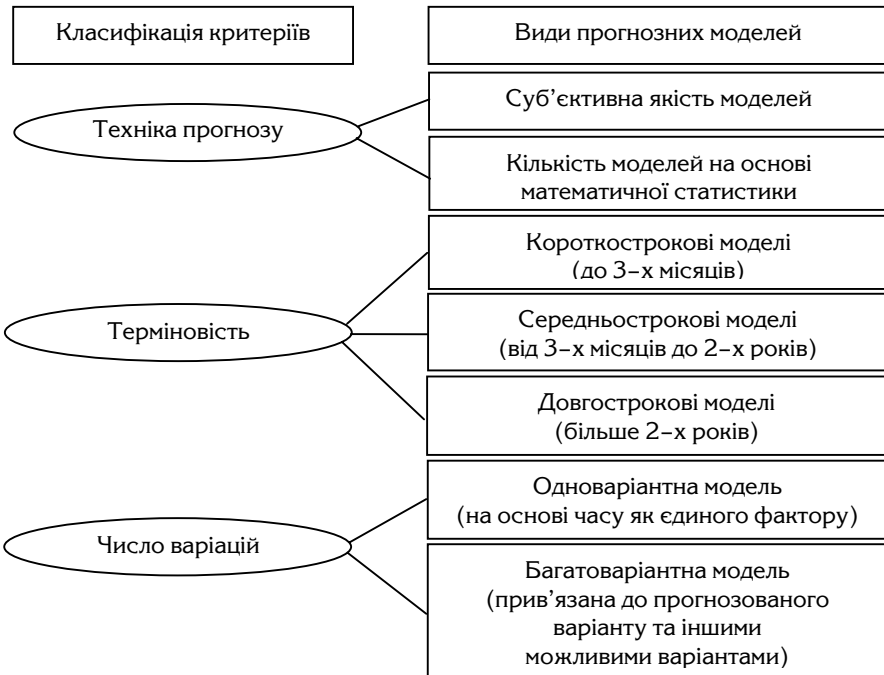 Класифікація критеріїв
Види прогнозних моделей
Техніка прогнозу
Суб’єктивна якість моделей
Кількість моделей на основі
математичної статистики
Терміновість
Короткострокові моделі
(до 3–х місяців)
Середньострокові моделі
(від 3–х місяців до 2–х років)
Довгострокові моделі
(більше 2–х років)
Число варіацій
Одноваріантна модель
(на основі часу як єдиного фактору)
Багатоваріантна модель
(прив’язана до прогнозованого
варіанту та іншими
можливими варіантами)